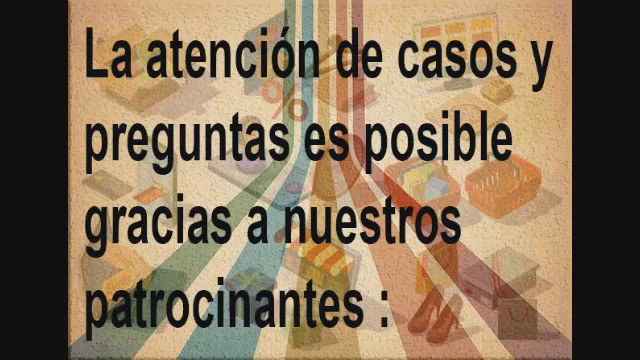 La atención de casos y
preguntas es posible
gracias a nuestros
patrocinantes :